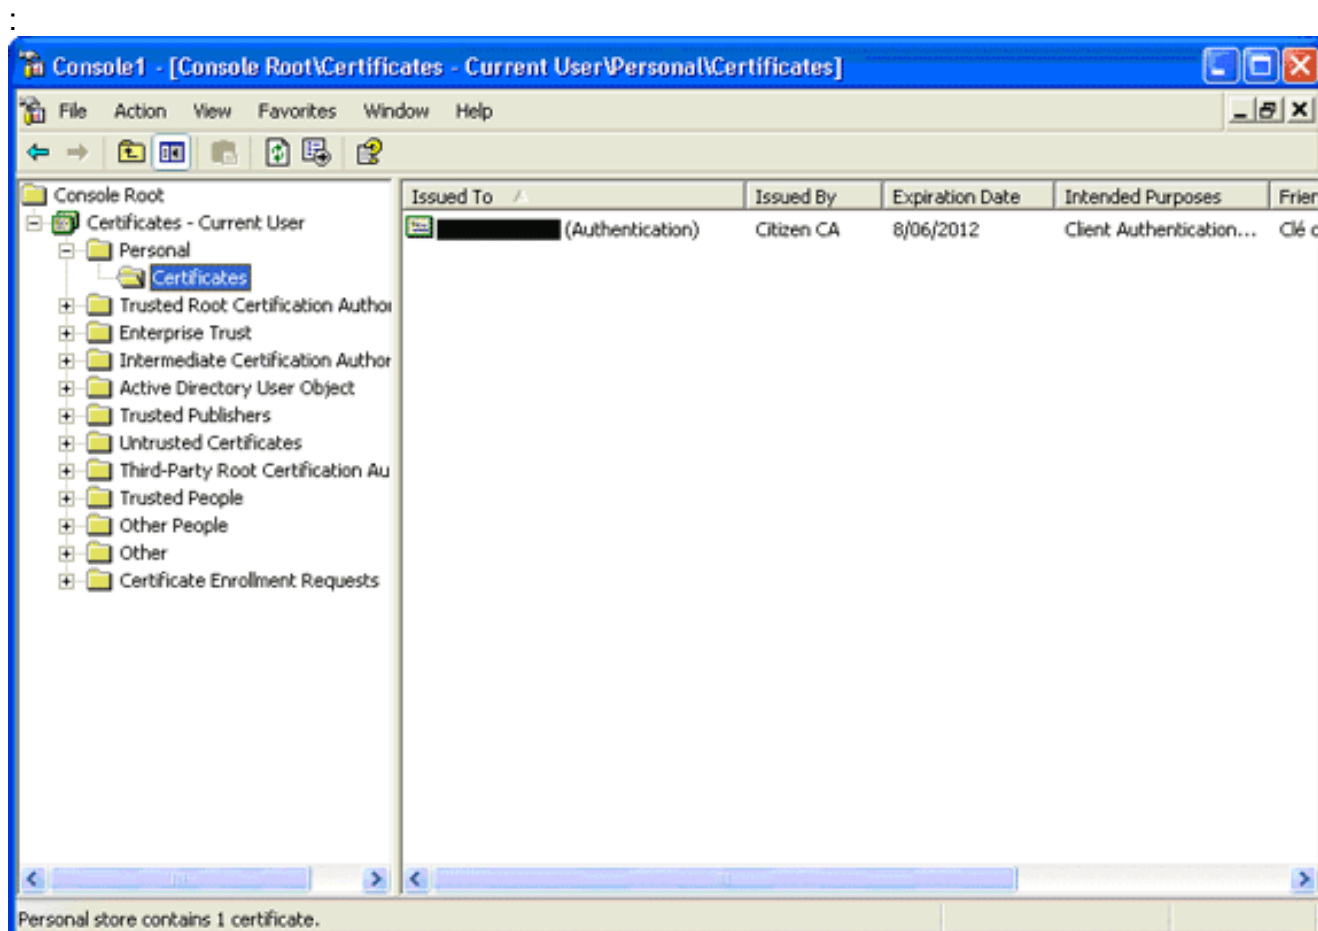 :
Console1 - [Console Root\Certificates - Current User\Personal\Certificates]
File Action View Favorites Window Help
Console Root
Certificates - Current User
Personal
Certificates
Trusted Root Certification Author
Enterprise Trust
Intermediate Certification Author
Active Directory User Object
Trusted Publishers
Untrusted Certificates
Third-Party Root Certification Au
Trusted People
Other People
Other
Certificate Enrollment Requests
Issued To Issued By Expiration Date Intended Purposes Frien
(Authentication) Citizen CA 8/06/2012 Client Authentication... Clé
Personal store contains 1 certificate.